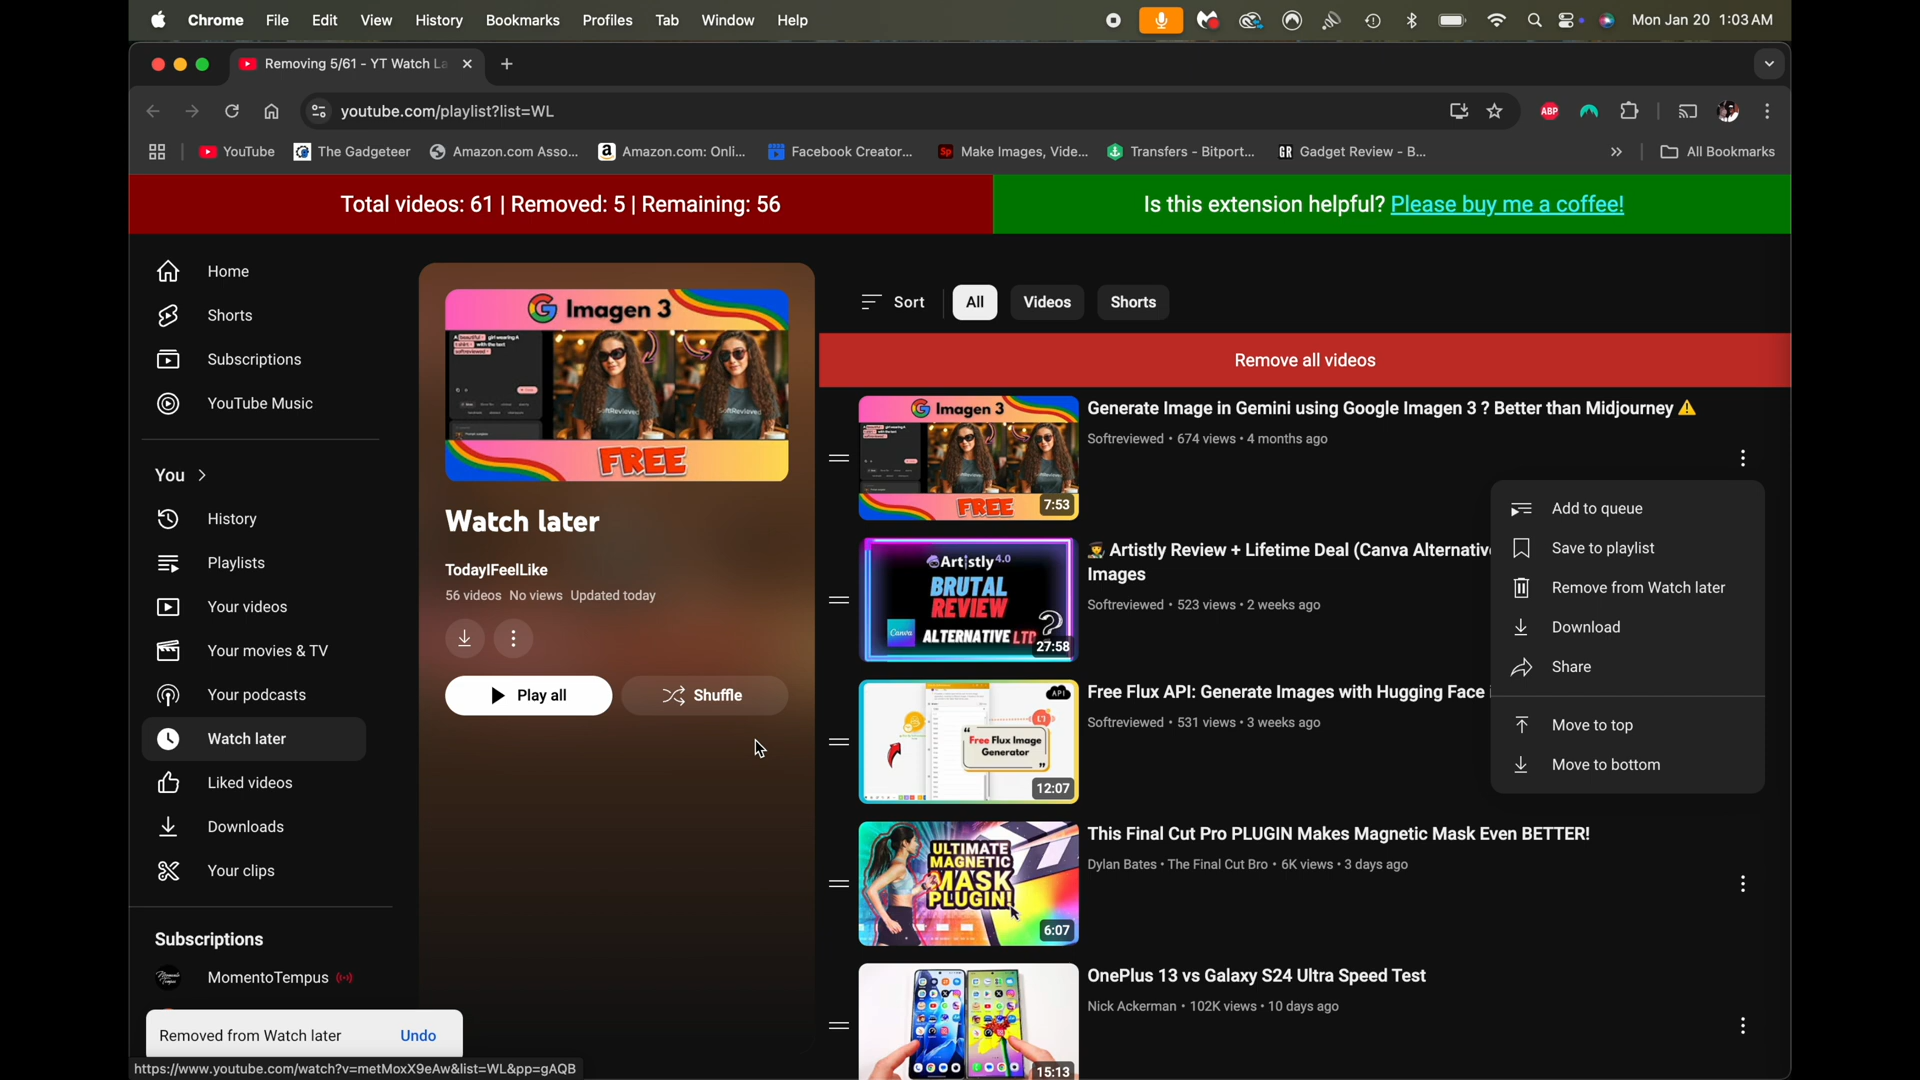 Chrome File Edit View History Bookmarks Profiles Tab Window Help Mon Jan 20 1:03 AM
Removing 5/61 - YT Watch La
youtube.com/playlist?list=WL
ABP
YouTube The Gadgeteer Amazon.com Asso... Amazon.com: Onli... Facebook Creator... Make Images, Vide... Transfers - Bitport... Gadget Review - B... All Bookmarks
Total videos: 61 | Removed: 5 | Remaining: 56
Is this extension helpful? Please buy me a coffee!
Home
Shorts
Subscriptions
YouTube Music
You
History
Playlists
Your videos
Your movies & TV
Your podcasts
Watch later
Liked videos
Downloads
Your clips
Subscriptions
MomentoTempus
Removed from Watch later Undo
https://www.youtube.com/watch?v=metMoxX9eAw&list=WL&pp=gAQB
Imagen 3
FREE
Watch later
TodayIFeelLike
56 videos No views Updated today
Play all
Shuffle
Sort All Videos Shorts
Remove all videos
Imagen 3
FREE
7:53
Generate Image in Gemini using Google Imagen 3 ? Better than Midjourney ⚠️
Softreviewed • 674 views • 4 months ago
Artistly 4.0
BRUTAL
REVIEW
Canva ALTERNATIVE LTD ?
27:58
Artistly Review + Lifetime Deal (Canva Alternativ
Images
Softreviewed • 523 views • 2 weeks ago
API
Free Flux Image
Generator
12:07
Free Flux API: Generate Images with Hugging Face
Softreviewed • 531 views • 3 weeks ago
ULTIMATE
MAGNETIC
MASK
PLUGIN!
6:07
This Final Cut Pro PLUGIN Makes Magnetic Mask Even BETTER!
Dylan Bates • The Final Cut Bro • 6K views • 3 days ago
15:13
OnePlus 13 vs Galaxy S24 Ultra Speed Test
Nick Ackerman • 102K views • 10 days ago
Add to queue
Save to playlist
Remove from Watch later
Download
Share
Move to top
Move to bottom